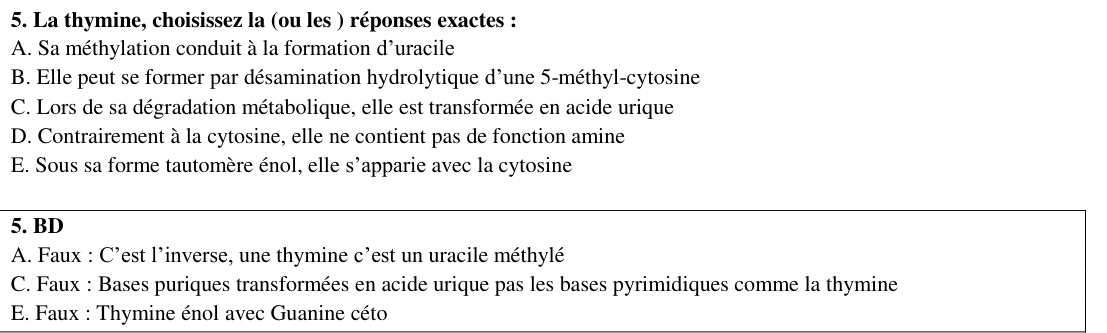 5. La thymine, choisissez la (ou les ) réponses exactes :
A. Sa méthylation conduit à la formation d’uracile
B. Elle peut se former par désamination hydrolytique d’une 5-méthyl-cytosine
C. Lors de sa dégradation métabolique, elle est transformée en acide urique
D. Contrairement à la cytosine, elle ne contient pas de fonction amine
E. Sous sa forme tautomère énol, elle s’apparie avec la cytosine
5. BD
A. Faux : C’est l’inverse, une thymine c’est un uracile méthylé
C. Faux : Bases puriques transformées en acide urique pas les bases pyrimidiques comme la thymine
E. Faux : Thymine énol avec Guanine céto